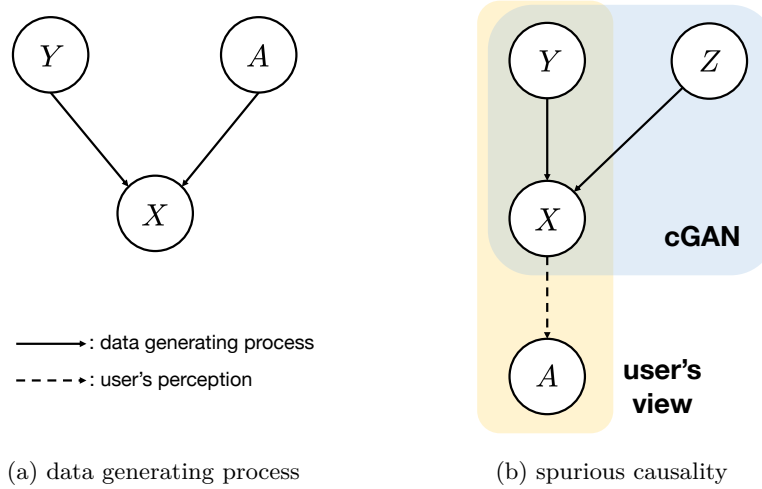 Y
A
X
: data generating process
: user's perception
(a) data generating process
Y
Z
X
cGAN
A
user's
view
(b) spurious causality